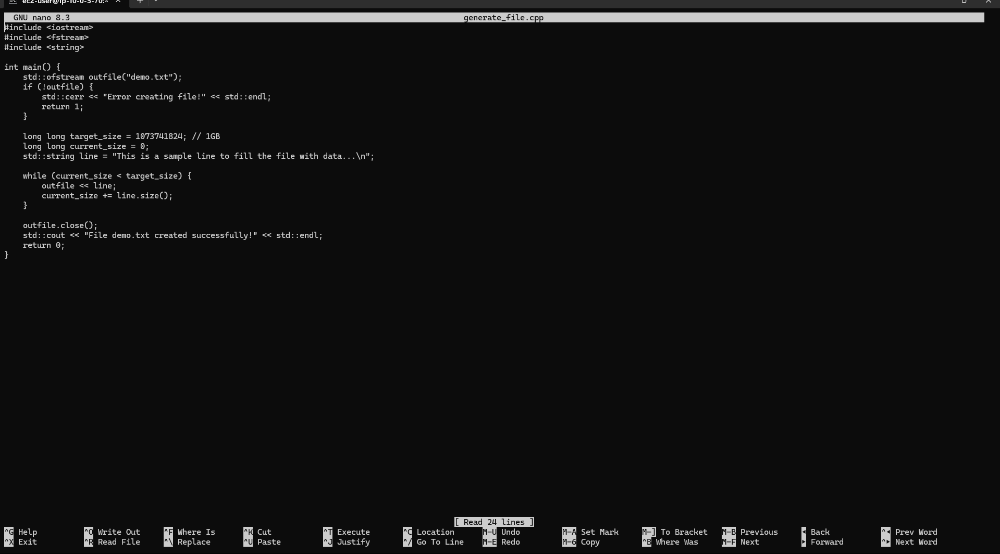 ec2-user@ip-10-0-5-70:~
GNU nano 8.3 generate_file.cpp
#include <iostream>
#include <fstream>
#include <string>

int main() {
    std::ofstream outfile("demo.txt");
    if (!outfile) {
        std::cerr << "Error creating file!" << std::endl;
        return 1;
    }

    long long target_size = 1073741824; // 1GB
    long long current_size = 0;
    std::string line = "This is a sample line to fill the file with data...\n";

    while (current_size < target_size) {
        outfile << line;
        current_size += line.size();
    }

    outfile.close();
    std::cout << "File demo.txt created successfully!" << std::endl;
    return 0;
}
[ Read 24 lines ]
^G Help ^O Write Out ^F Where Is ^K Cut ^T Execute ^C Location M-U Undo M-A Set Mark M-] To Bracket M-B Previous ◂ Back ^◂ Prev Word
^X Exit ^R Read File ^\ Replace ^U Paste ^J Justify ^/ Go To Line M-E Redo M-6 Copy ^B Where Was M-F Next ▸ Forward ^▸ Next Word